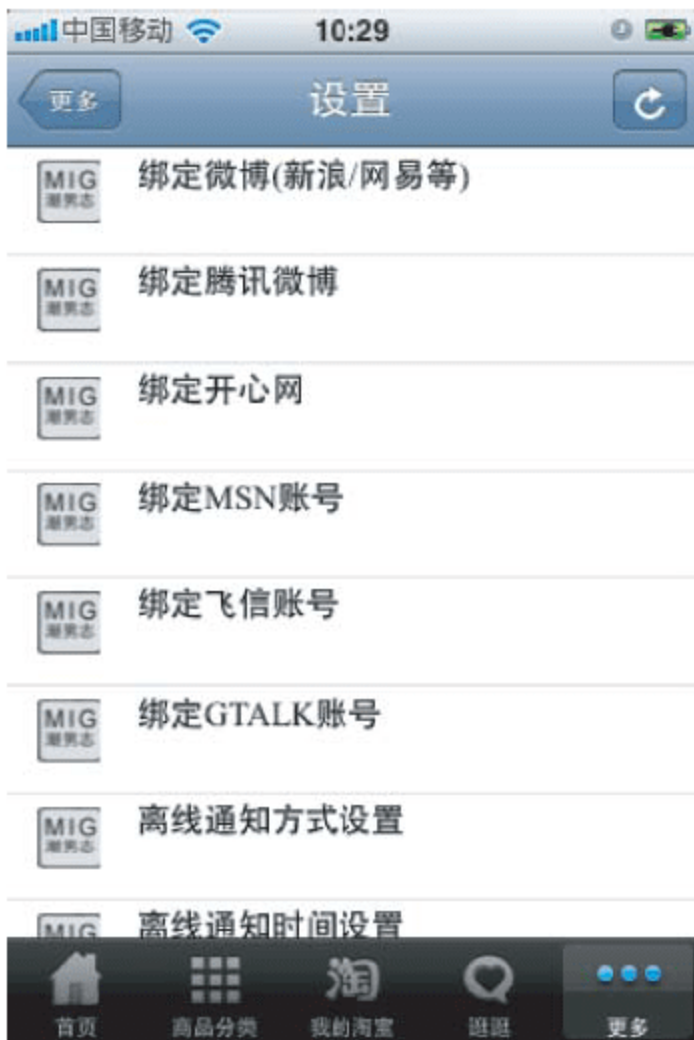 中国移动 10:29
更多 设置
MIG 绑定微博(新浪/网易等)
潮男志
MIG 绑定腾讯微博
潮男志
MIG 绑定开心网
潮男志
MIG 绑定MSN账号
潮男志
MIG 绑定飞信账号
潮男志
MIG 绑定GTALK账号
潮男志
MIG 离线通知方式设置
潮男志
MIG 离线通知时间设置
淘
首页 商品分类 我的淘宝 逛逛 更多